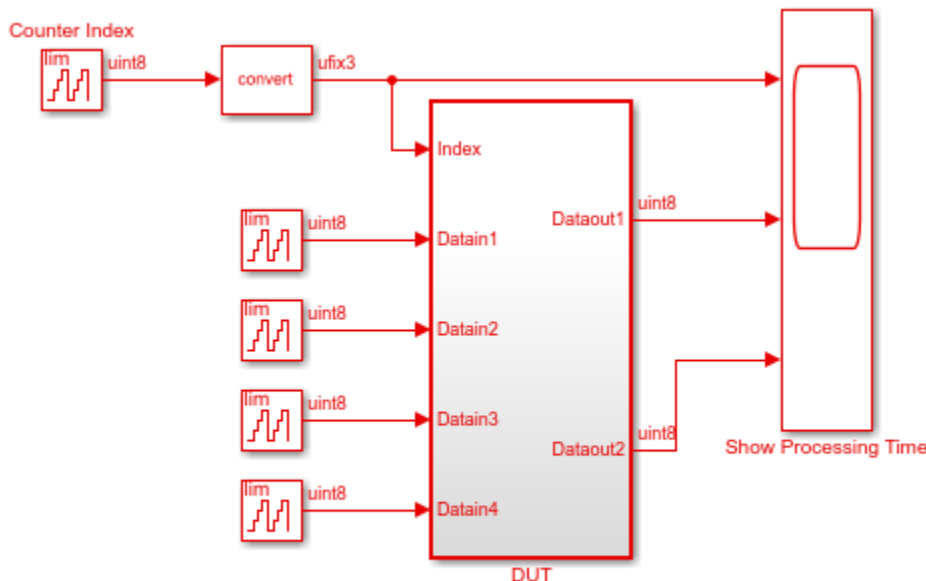 Counter Index
lim
uint8
convert
ufix3
Index
lim
uint8
Datain1
Dataout1
uint8
lim
uint8
Datain2
lim
uint8
Datain3
Dataout2
uint8
Show Processing Time
lim
uint8
Datain4
DUT